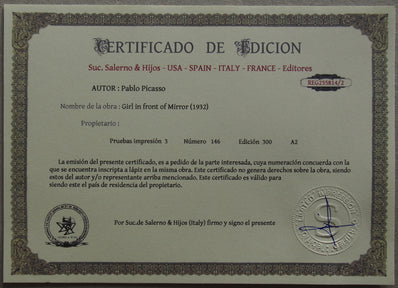 CERTIFICADO DE EDICION
Suc. Salerno & Hijos - USA - SPAIN - ITALY - FRANCE - Editores
REG235814/2
AUTOR : Pablo Picasso
Nombre de la obra : Girl in front of Mirror (1932)
Propietario :
Pruebas impresión 3 Número 146 Edición 300 A2
La emisión del presente certificado, es a pedido de la parte interesada, cuya numeración concuerda con la
que se encuentra inscripta a lápiz en la misma obra. Este certificado no genera derechos sobre la obra, siendo
estos del autor y/o representante arriba mencionado. Este certificado es válido para
siendo este el país de residencia del propietario.
Por Suc.de Salerno & Hijos (Italy) firmo y signo el presente